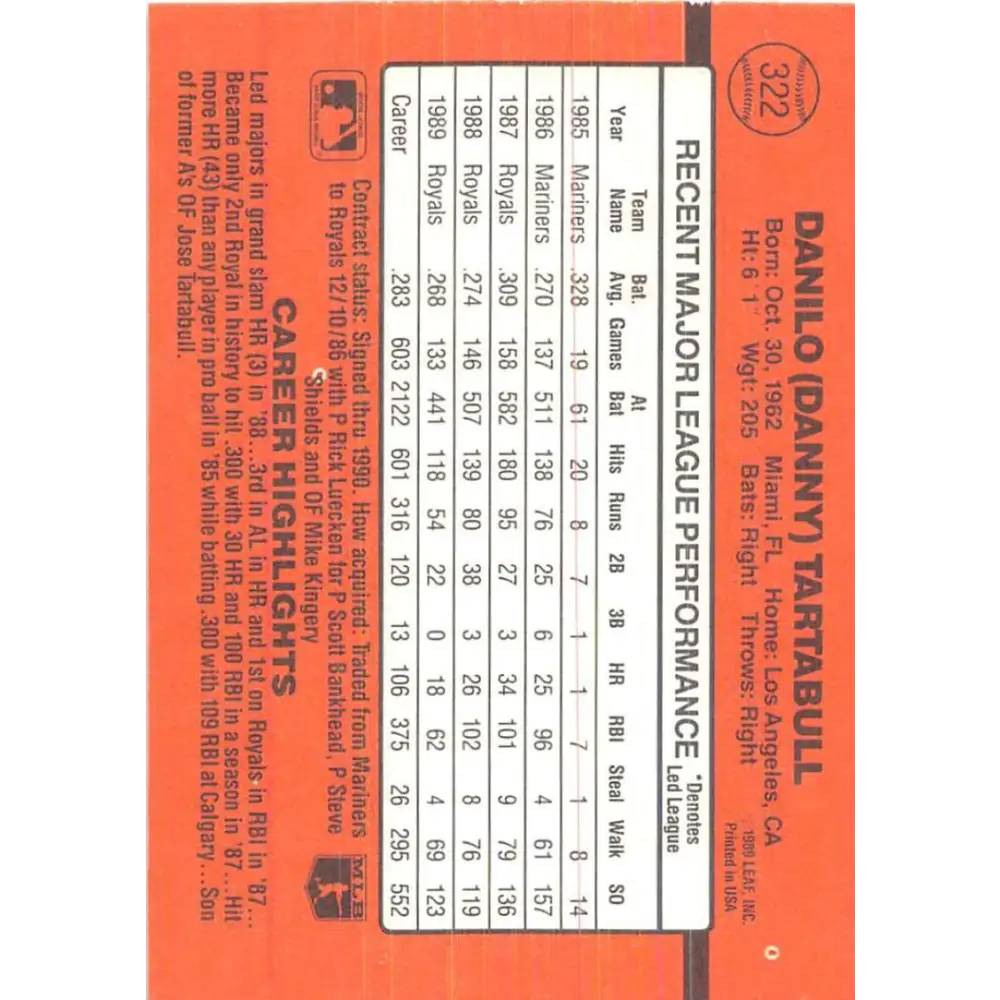 322
DANILO (DANNY) TARTABULL
Born: Oct. 30, 1962 Miami, FL Home: Los Angeles, CA
Ht: 6'1" Wgt: 205 Bats: Right Throws: Right
1989 LEAF, INC.
Printed in USA
RECENT MAJOR LEAGUE PERFORMANCE
*Denotes
Led League
Year Team Name Bat. Avg. Games At Bat Hits Runs 2B 3B HR RBI Steal Walk SO
1985 Mariners .328 19 61 20 8 7 1 1 7 1 8 14
1986 Mariners .270 137 511 138 76 25 6 25 96 4 61 157
1987 Royals .309 158 582 180 95 27 3 34 101 9 79 136
1988 Royals .274 146 507 139 80 38 3 26 102 8 76 119
1989 Royals .268 133 441 118 54 22 0 18 62 4 69 123
Career .283 603 2122 601 316 120 13 106 375 26 295 552
Contract status: Signed thru 1990. How acquired: Traded from Mariners
to Royals 12/10/86 with P Rick Luecken for P Scott Bankhead, P Steve
Shields and OF Mike Kingery
MLB
CAREER HIGHLIGHTS
Led majors in grand slam HR (3) in '88...3rd in AL in HR and 1st on Royals in RBI in '87...
Became only 2nd Royal in history to hit .300 with 30 HR and 100 RBI in a season in '87...Hit
more HR (43) than any player in pro ball in '85 while batting .300 with 109 RBI at Calgary...Son
of former A's OF Jose Tartabull.